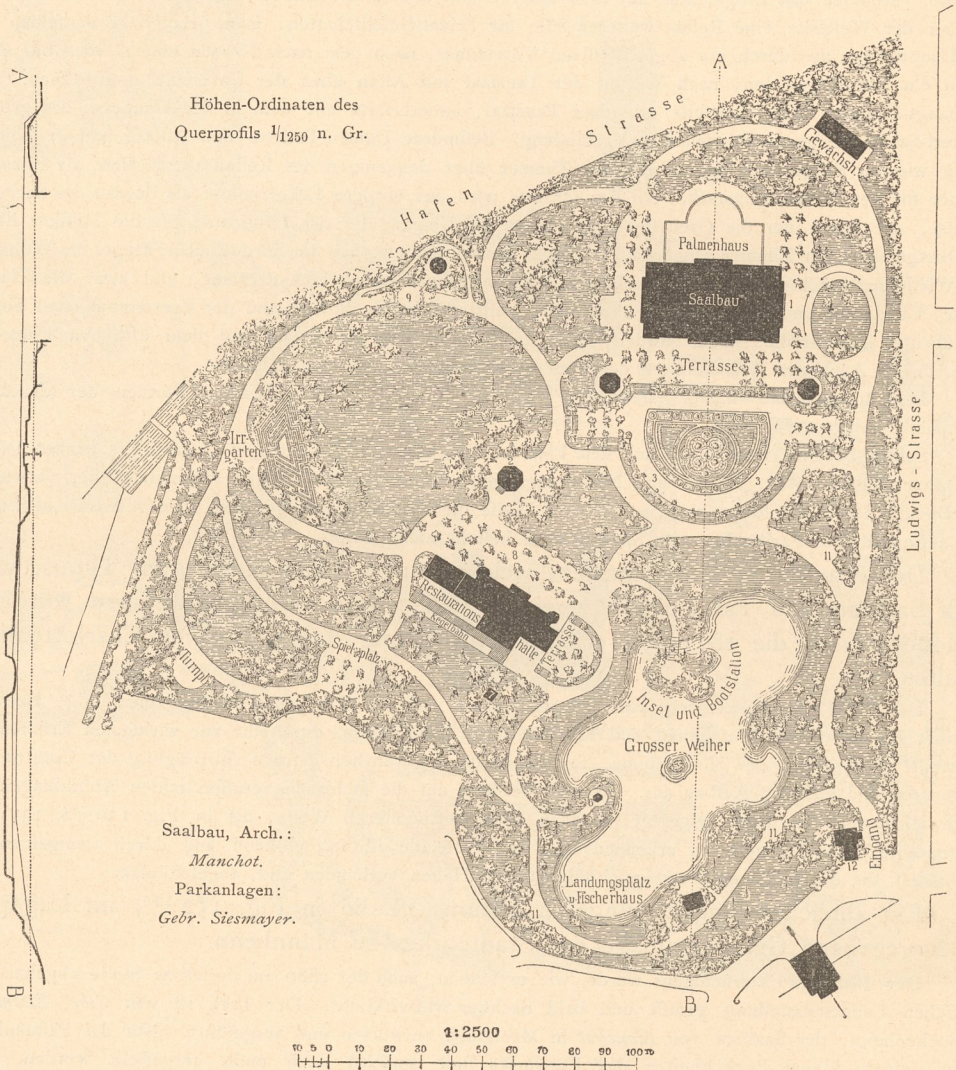 A
A
Höhen-Ordinaten des
Querprofils 1/1250 n. Gr.
Hafen Strasse
Gewächsh.
Palmenhaus
Saalbau
1
2
9
Terrasse
Ludwigs - Strasse
Irr-
garten
4
3
3
8
11
Restaurations
halle
Kegelbahn
Terrasse
Turnpl.
Spielplatz
7
Insel und Bootstation
Grosser Weiher
6
11
Eingang
12
Saalbau, Arch.:
Manchot.
Parkanlagen:
Gebr. Siesmayer.
Landungsplatz
u Fischerhaus
11
B
B
1:2500
10 5 0 10 20 30 40 50 60 70 80 90 100 m